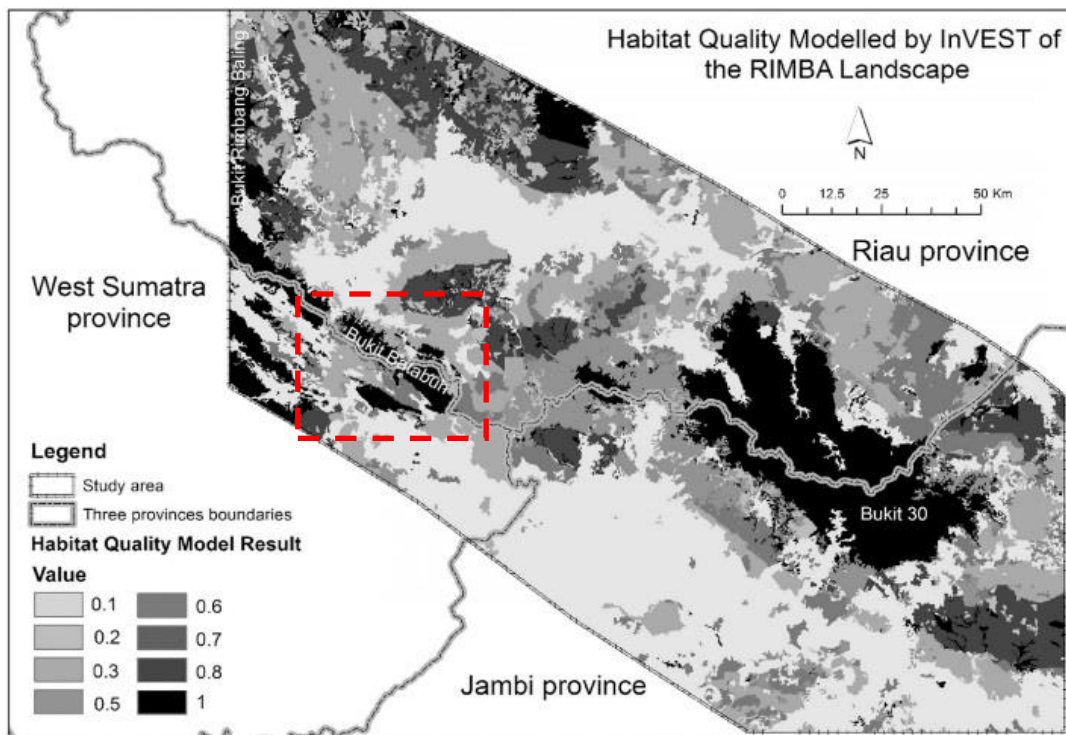 Habitat Quality Modelled by InVEST of
the RIMBA Landscape
N
0 12.5 25 50 Km
Bukit Rimbang Baling
Riau province
West Sumatra
province
Bukit Batabuh
Bukit 30
Jambi province
Legend
Study area
Three provinces boundaries
Habitat Quality Model Result
Value
0.1 0.6
0.2 0.7
0.3 0.8
0.5 1